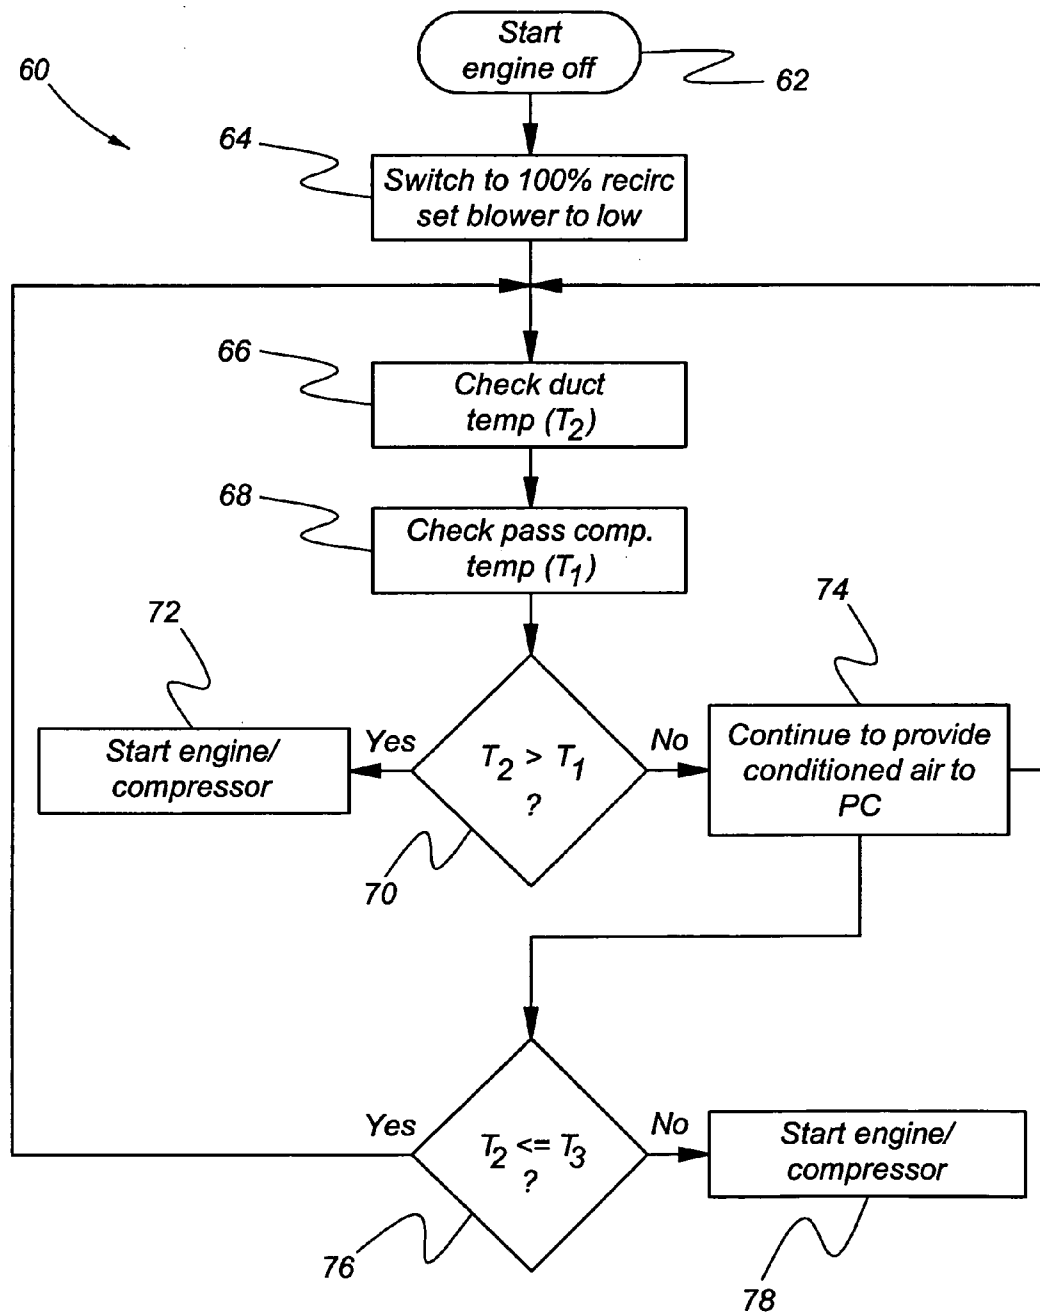 Start
engine off
62
60
64
Switch to 100% recirc
set blower to low
66
Check duct
temp (T2)
68
Check pass comp.
temp (T1)
72
74
Start engine/
compressor
Yes
T2 > T1
?
No
Continue to provide
conditioned air to
PC
70
Yes
T2 <= T3
?
No
Start engine/
compressor
76
78